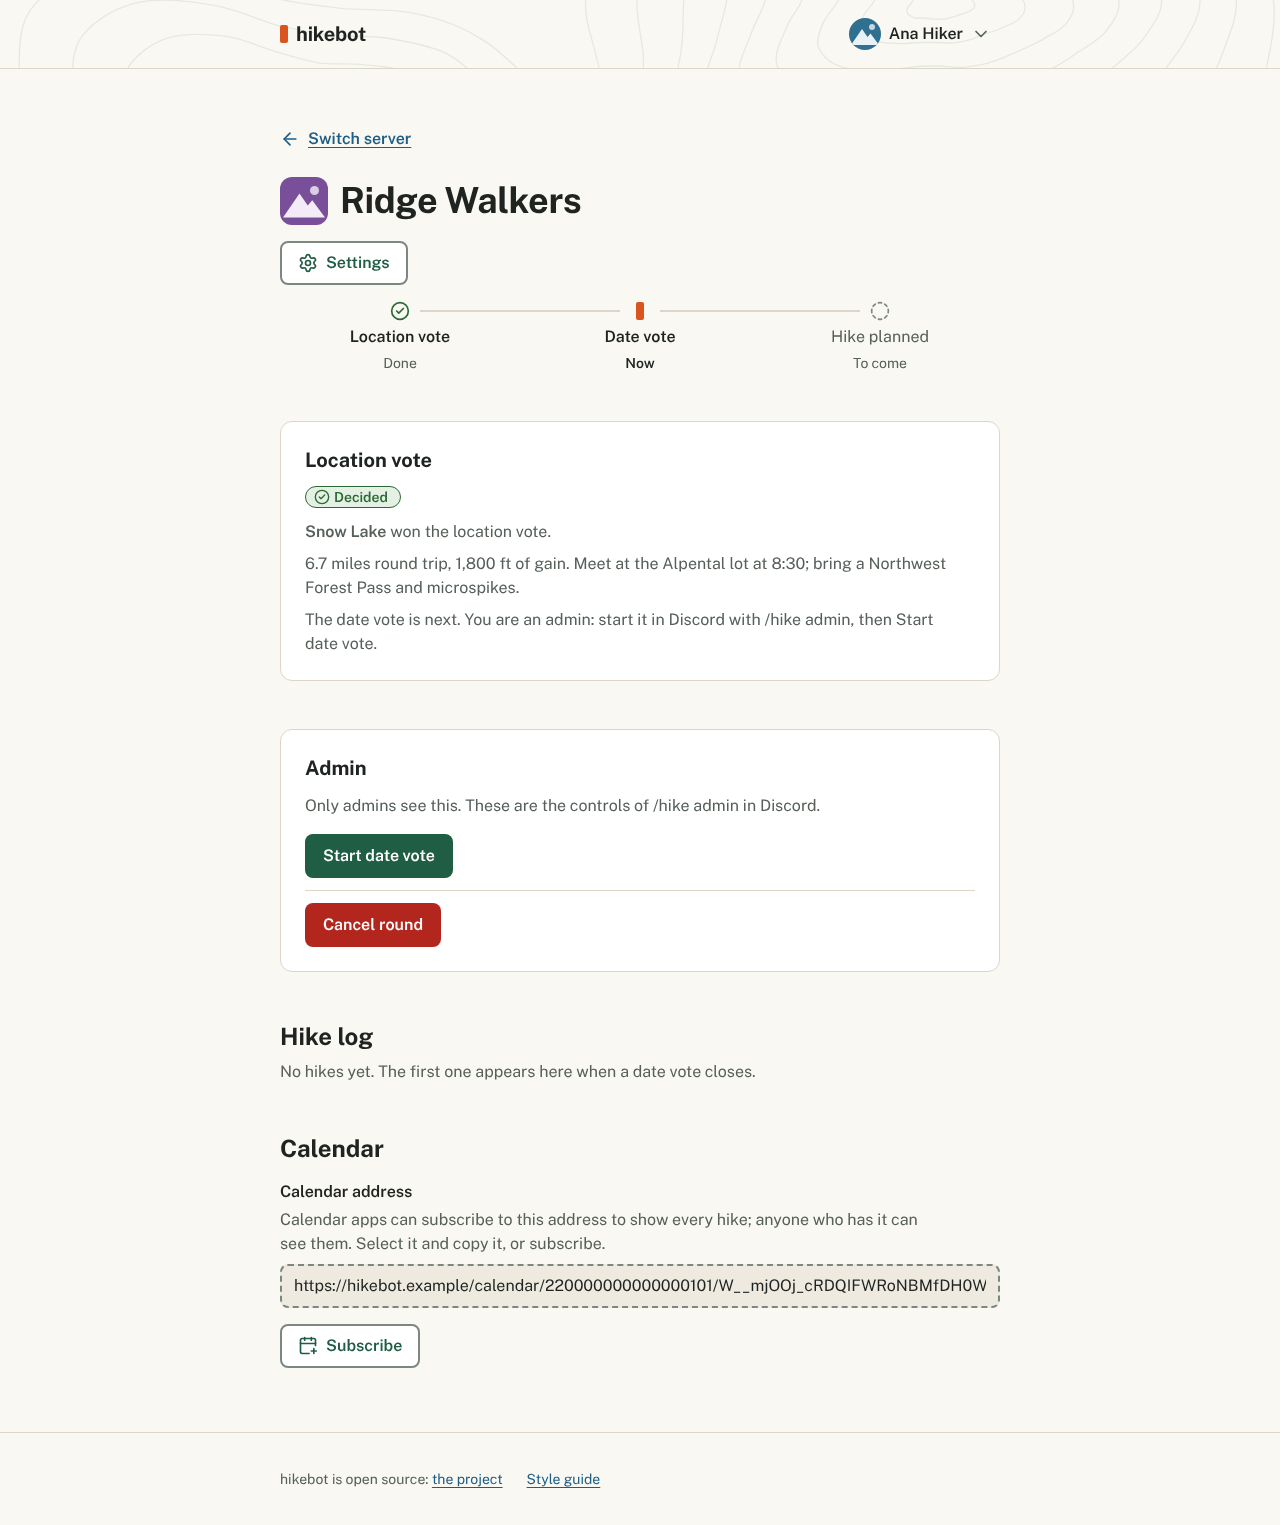 hikebot
Ana Hiker
Switch server
Ridge Walkers
Settings
Location vote
Done
Date vote
Now
Hike planned
To come
Location vote
Decided
Snow Lake won the location vote.
6.7 miles round trip, 1,800 ft of gain. Meet at the Alpental lot at 8:30; bring a Northwest
Forest Pass and microspikes.
The date vote is next. You are an admin: start it in Discord with /hike admin, then Start
date vote.
Admin
Only admins see this. These are the controls of /hike admin in Discord.
Start date vote
Cancel round
Hike log
No hikes yet. The first one appears here when a date vote closes.
Calendar
Calendar address
Calendar apps can subscribe to this address to show every hike; anyone who has it can
see them. Select it and copy it, or subscribe.
https://hikebot.example/calendar/220000000000000101/W__mjOOj_cRDQIFWRoNBMfDH0W
Subscribe
hikebot is open source: the project
Style guide